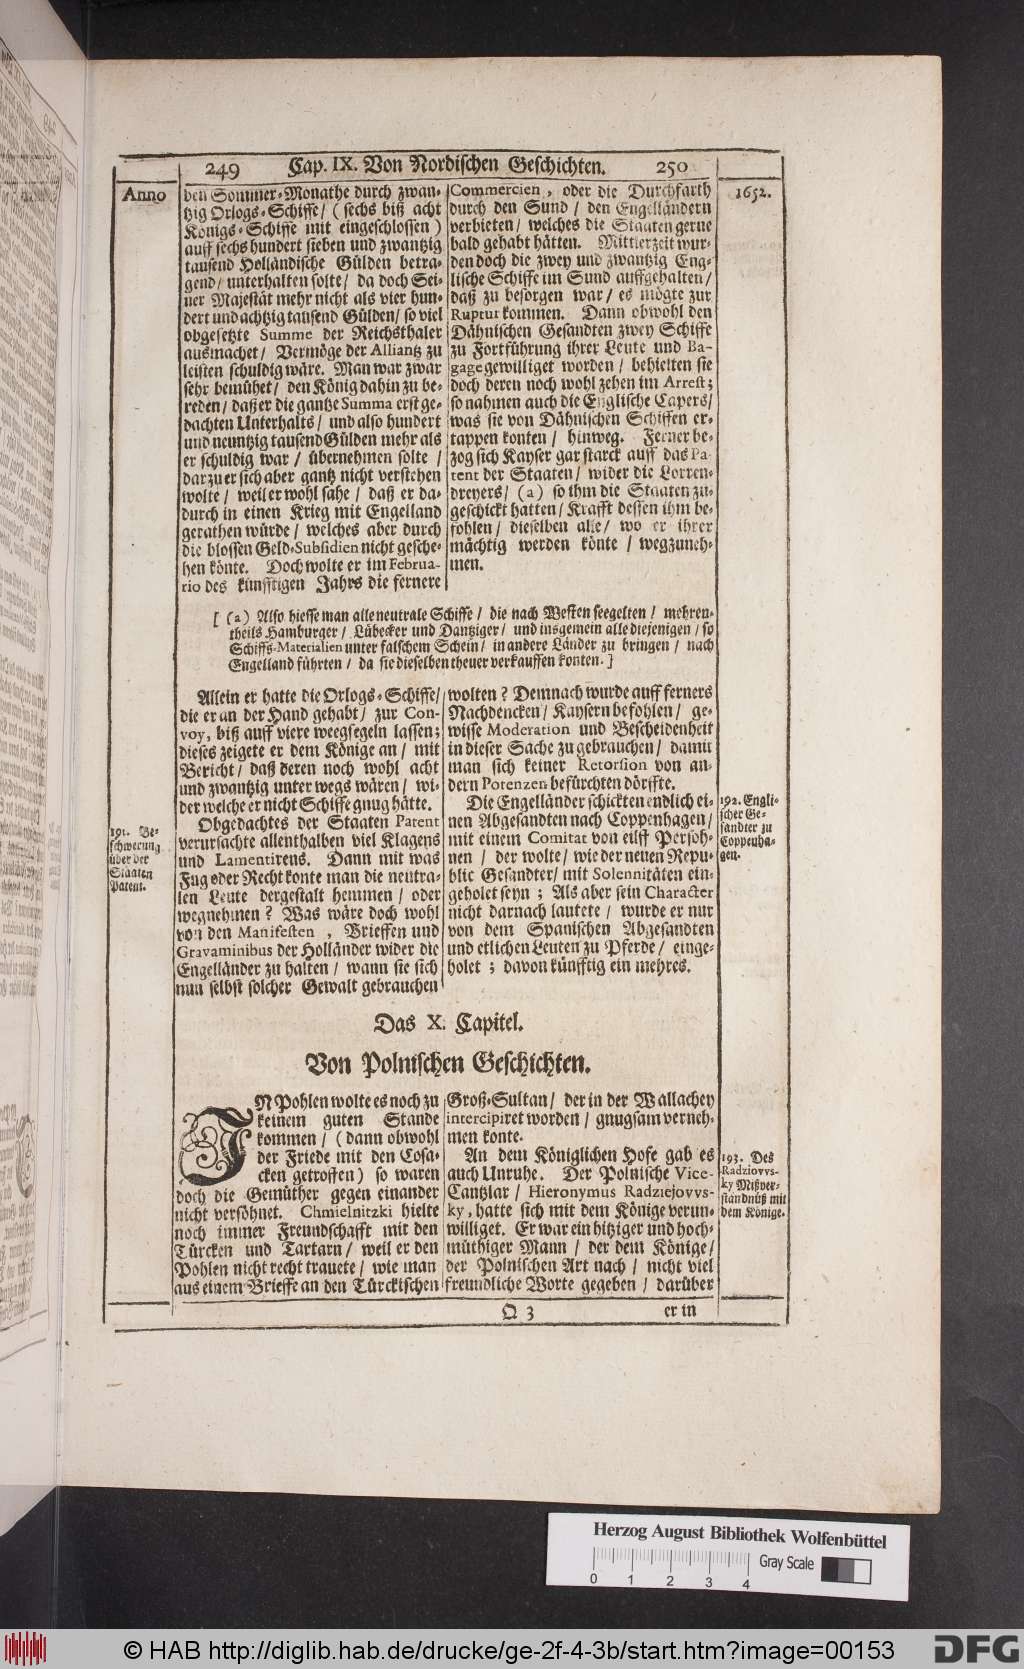 249 Cap. IX. Von Nordischen Geschichten. 250
Anno
1652.
ben Sommer-Monathe durch zwan-
tzig Orlogs-Schiffe/ (sechs biß acht
Königs-Schiffe mit eingeschlossen)
auff sechs hundert sieben und zwantzig
tausend Holländische Gülden betra-
gend/ unterhalten solte/ da doch Sei-
ner Majestät mehr nicht als vier hun-
dert und achtzig tausend Gülden/ so viel
obgesetzte Summe der Reichsthaler
ausmachet/ Vermöge der Alliantz zu
leisten schuldig wäre. Man war zwar
sehr bemühet/ den König dahin zu be-
reden/ daß er die gantze Summa erst ge-
dachten Unterhalts/ und also hundert
und neuntzig tausend Gülden mehr als
er schuldig war/ übernehmen solte/
darzu er sich aber gantz nicht verstehen
wolte/ weil er wohl sahe/ daß er da-
durch in einen Krieg mit Engelland
gerathen würde/ welches aber durch
die blossen Geld-Subsidien nicht gesche-
hen könte. Doch wolte er im Februa-
rio des künfftigen Jahrs die fernere
Commercien, oder die Durchfarth
durch den Sund/ den Engelländern
verbieten/ welches die Staaten gerne
bald gehabt hätten. Mittlerzeit wur-
den doch die zwey und zwantzig Eng-
lische Schiffe im Sund auffgehalten/
daß zu besorgen war/ es mögte zur
Ruptur kommen. Dann obwohl den
Dähnischen Gesandten zwey Schiffe
zu Fortführung ihrer Leute und Ba-
gage gewilliget worden/ behielten sie
doch deren noch wohl zehen im Arrest;
so nahmen auch die Englische Capers/
was sie von Dähnischen Schiffen er-
tappen konten/ hinweg. Ferner be-
zog sich Kayser gar starck auff das Pa-
tent der Staaten/ wider die Lorren-
dreyers/ (a) so ihm die Staaten zu-
geschickt hatten/ Krafft dessen ihm be-
fohlen/ dieselben alle/ wo er ihrer
mächtig werden könte/ wegzuneh-
men.
[ (a) Also hiesse man alle neutrale Schiffe/ die nach Westen seegelten/ mehren-
theils Hamburger/ Lübecker und Dantziger/ und insgemein alle diejenigen/ so
Schiffs-Materialien unter falschem Schein/ in andere Länder zu bringen/ nach
Engelland führten/ da sie dieselben theuer verkauffen konten. ]
Allein er hatte die Orlogs-Schiffe/
die er an der Hand gehabt/ zur Con-
voy, biß auff viere weegsegeln lassen;
dieses zeigete er dem Könige an/ mit
Bericht/ daß deren noch wohl acht
und zwantzig unter wegs wären/ wi-
der welche er nicht Schiffe gnug hätte.
Obgedachtes der Staaten Patent
verursachte allenthalben viel Klagens
und Lamentirens. Dann mit was
Fug oder Recht konte man die neutra-
len Leute dergestalt hemmen/ oder
wegnehmen? Was wäre doch wohl
von den Manifesten, Brieffen und
Gravaminibus der Holländer wider die
Engelländer zu halten/ wann sie sich
nun selbst solcher Gewalt gebrauchen
191. Be-
schwerung
über der
Staaten
Patent.
wolten? Demnach wurde auff ferners
Nachdencken/ Kaysern befohlen/ ge-
wisse Moderation und Bescheidenheit
in dieser Sache zu gebrauchen/ damit
man sich keiner Retorsion von an-
dern Potenzen befürchten dörffte.
Die Engelländer schickten endlich ei-
nen Abgesandten nach Coppenhagen/
mit einem Comitat von eilff Persoh-
nen/ der wolte/ wie der neuen Repu-
blic Gesandter/ mit Solennitäten ein-
geholet seyn; Als aber sein Character
nicht darnach lautete/ wurde er nur
von dem Spanischen Abgesandten
und etlichen Leuten zu Pferde/ einge-
holet; davon künfftig ein mehres.
192. Engli-
scher Ge-
sandter zu
Coppenha-
gen.
Das X. Capitel.
Von Polnischen Geschichten.
IN Pohlen wolte es noch zu
keinem guten Stande
kommen/ (dann obwohl
der Friede mit den Cosa-
cken getroffen) so waren
doch die Gemüther gegen einander
nicht versöhnet. Chmielnitzki hielte
noch immer Freundschafft mit den
Türcken und Tartarn/ weil er den
Pohlen nicht recht trauete/ wie man
aus einem Brieffe an den Türckischen
Groß-Sultan/ der in der Wallachey
intercipiret worden/ gnugsam verneh-
men konte.
An dem Königlichen Hofe gab es
auch Unruhe. Der Polnische Vice-
Cantzlar/ Hieronymus Radziejovvs-
ky, hatte sich mit dem Könige verun-
williget. Er war ein hitziger und hoch-
müthiger Mann/ der dem Könige/
der Polnischen Art nach/ nicht viel
freundliche Worte gegeben/ darüber
193. Des
Radziovvs-
ky Mißver-
ständnüß mit
dem Könige.
Q 3 er in
Herzog August Bibliothek Wolfenbüttel
Gray Scale
0 1 2 3 4
© HAB http://diglib.hab.de/drucke/ge-2f-4-3b/start.htm?image=00153
DFG